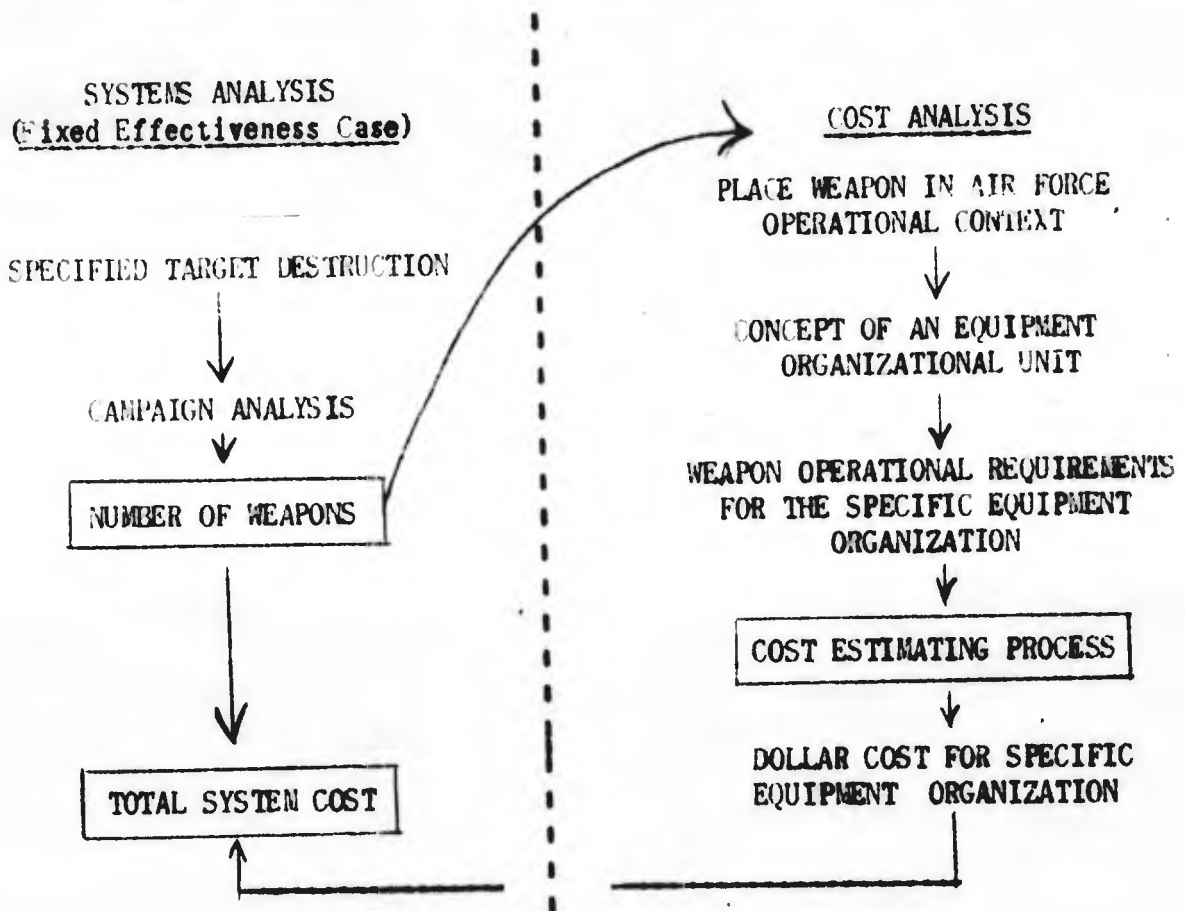 SYSTEMS ANALYSIS
(Fixed Effectiveness Case)
SPECIFIED TARGET DESTRUCTION
CAMPAIGN ANALYSIS
NUMBER OF WEAPONS
TOTAL SYSTEM COST
COST ANALYSIS
PLACE WEAPON IN AIR FORCE
OPERATIONAL CONTEXT
CONCEPT OF AN EQUIPMENT
ORGANIZATIONAL UNIT
WEAPON OPERATIONAL REQUIREMENTS
FOR THE SPECIFIC EQUIPMENT
ORGANIZATION
COST ESTIMATING PROCESS
DOLLAR COST FOR SPECIFIC
EQUIPMENT ORGANIZATION